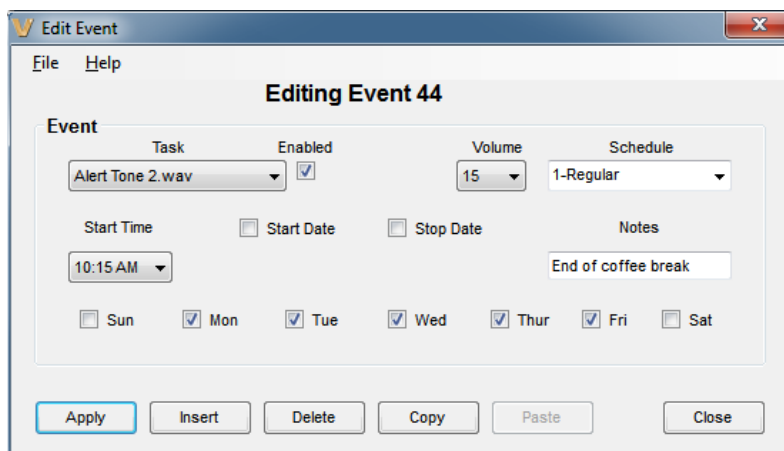 Edit Event
File Help
Editing Event 44
Event
Task Enabled Volume Schedule
Alert Tone 2.wav 15 1-Regular
Start Time Start Date Stop Date Notes
10:15 AM End of coffee break
Sun Mon Tue Wed Thur Fri Sat
Apply Insert Delete Copy Paste Close